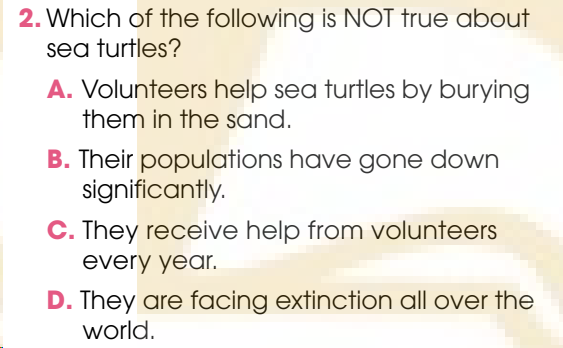 2. Which of the following is NOT true about
sea turtles?
A. Volunteers help sea turtles by burying
them in the sand.
B. Their populations have gone down
significantly.
C. They receive help from volunteers
every year.
D. They are facing extinction all over the
world.